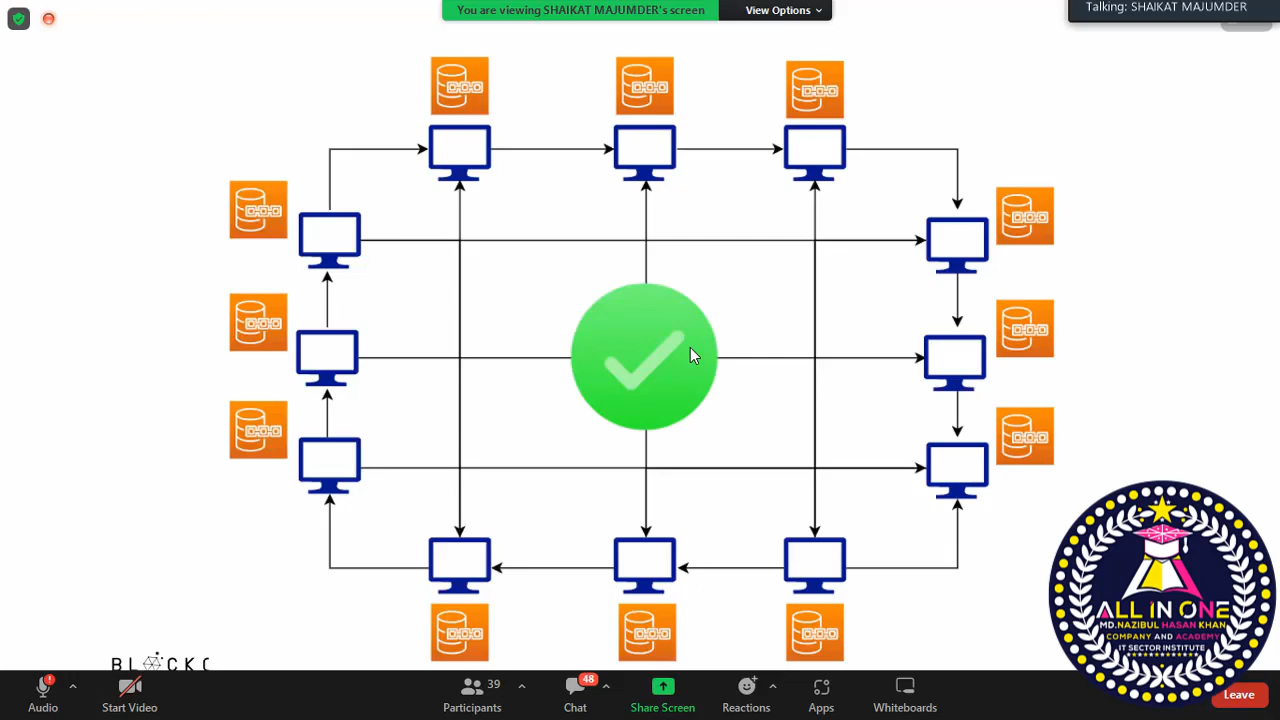 You are viewing SHAIKAT MAJUMDER's screen
View Options
Talking: SHAIKAT MAJUMDER
ALL IN ONE
MD.NAZIBUL HASAN KHAN
COMPANY AND ACADEMY
IT SECTOR INSTITUTE
BLOCKC
Audio
Start Video
39
Participants
48
Chat
Share Screen
Reactions
Apps
Whiteboards
Leave